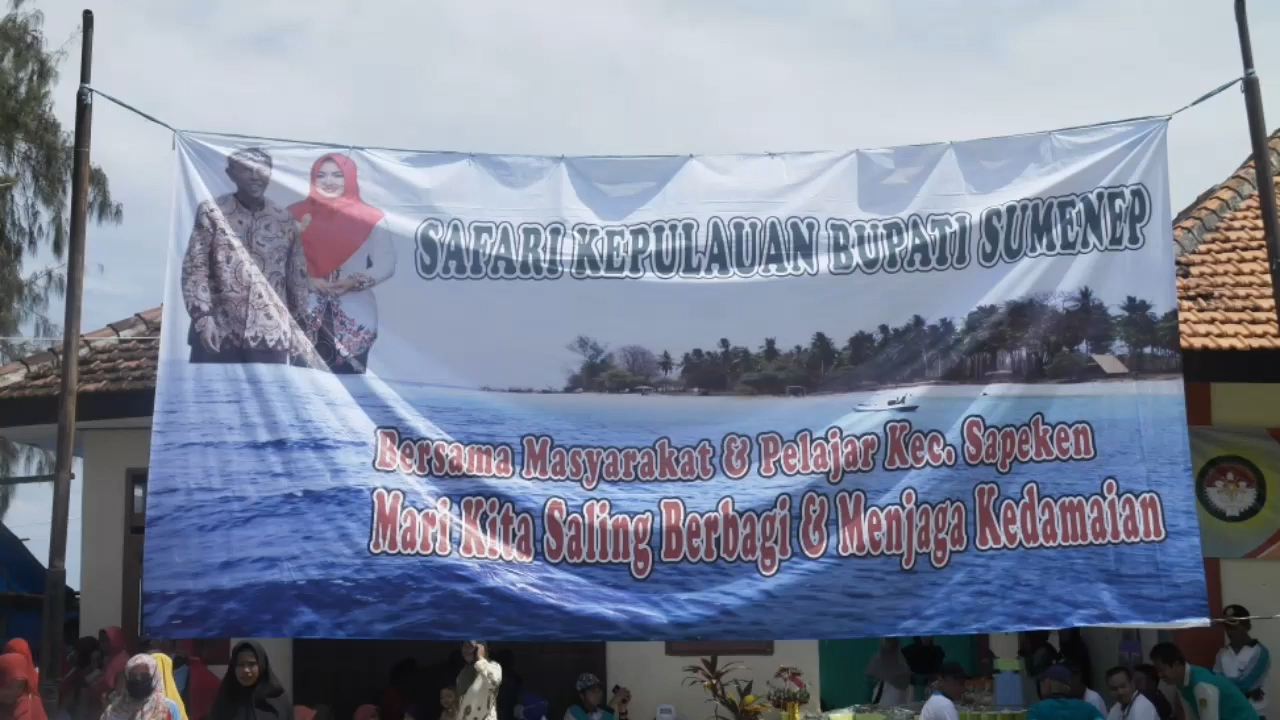 SAFARI KEPULAUAN BUPATI SUMENEP
Bersama Masyarakat & Pelajar Kec. Sapeken
Mari Kita Saling Berbagi & Menjaga Kedamaian